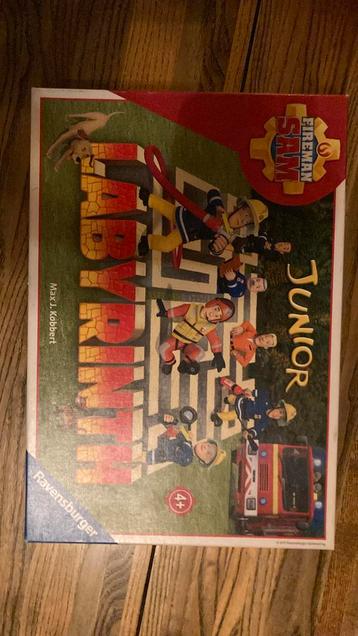 FIREMAN
SAM
JUNIOR
LABYRINTH
Max J. Kobbert
4+
Ravensburger